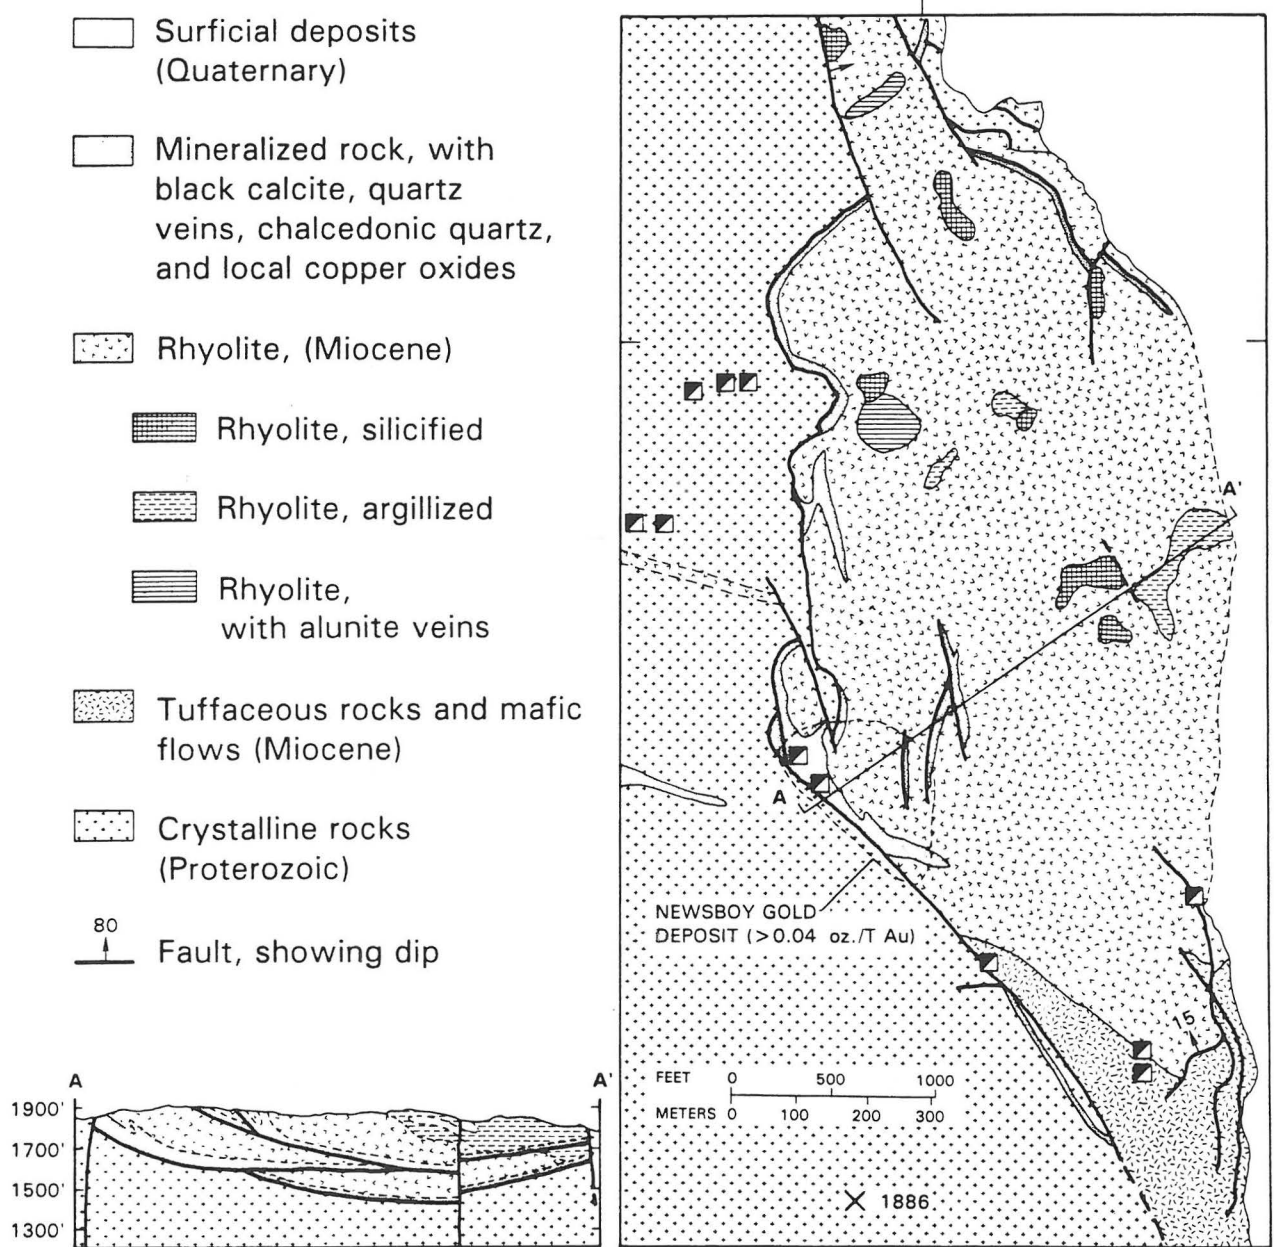 Surficial deposits
(Quaternary)
Mineralized rock, with
black calcite, quartz
veins, chalcedonic quartz,
and local copper oxides
Rhyolite, (Miocene)
Rhyolite, silicified
Rhyolite, argillized
Rhyolite,
with alunite veins
Tuffaceous rocks and mafic
flows (Miocene)
Crystalline rocks
(Proterozoic)
80
Fault, showing dip
A'
A
NEWSBOY GOLD
DEPOSIT (>0.04 oz./T Au)
15
FEET 0 500 1000
METERS 0 100 200 300
1886
A A'
1900'
1700'
1500'
1300'